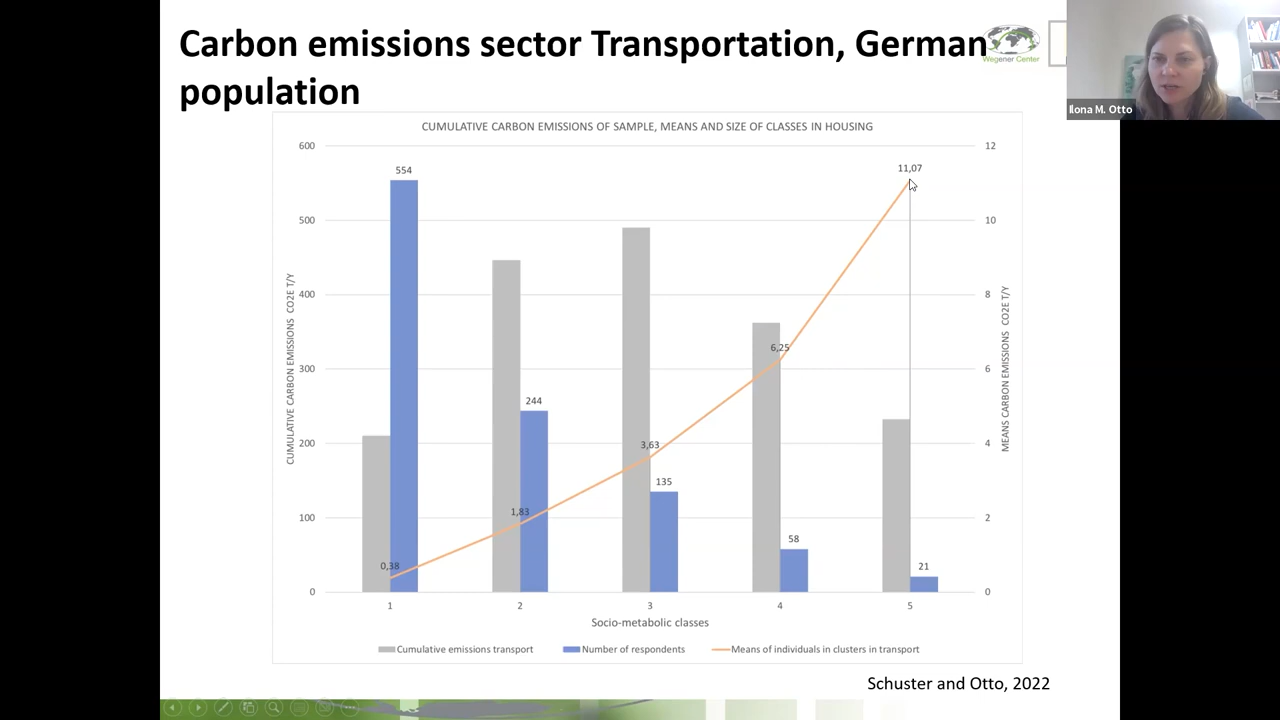 Carbon emissions sector Transportation, German
population
Wegener Center
Ilona M. Otto
CUMULATIVE CARBON EMISSIONS OF SAMPLE, MEANS AND SIZE OF CLASSES IN HOUSING
600
500
400
300
200
100
0
CUMULATIVE CARBON EMISSIONS CO2E T/Y
12
10
8
6
4
2
0
MEANS CARBON EMISSIONS CO2E T/Y
554
244
135
58
21
0,38
1,83
3,63
6,25
11,07
1 2 3 4 5
Socio-metabolic classes
Cumulative emissions transport Number of respondents Means of individuals in clusters in transport
Schuster and Otto, 2022